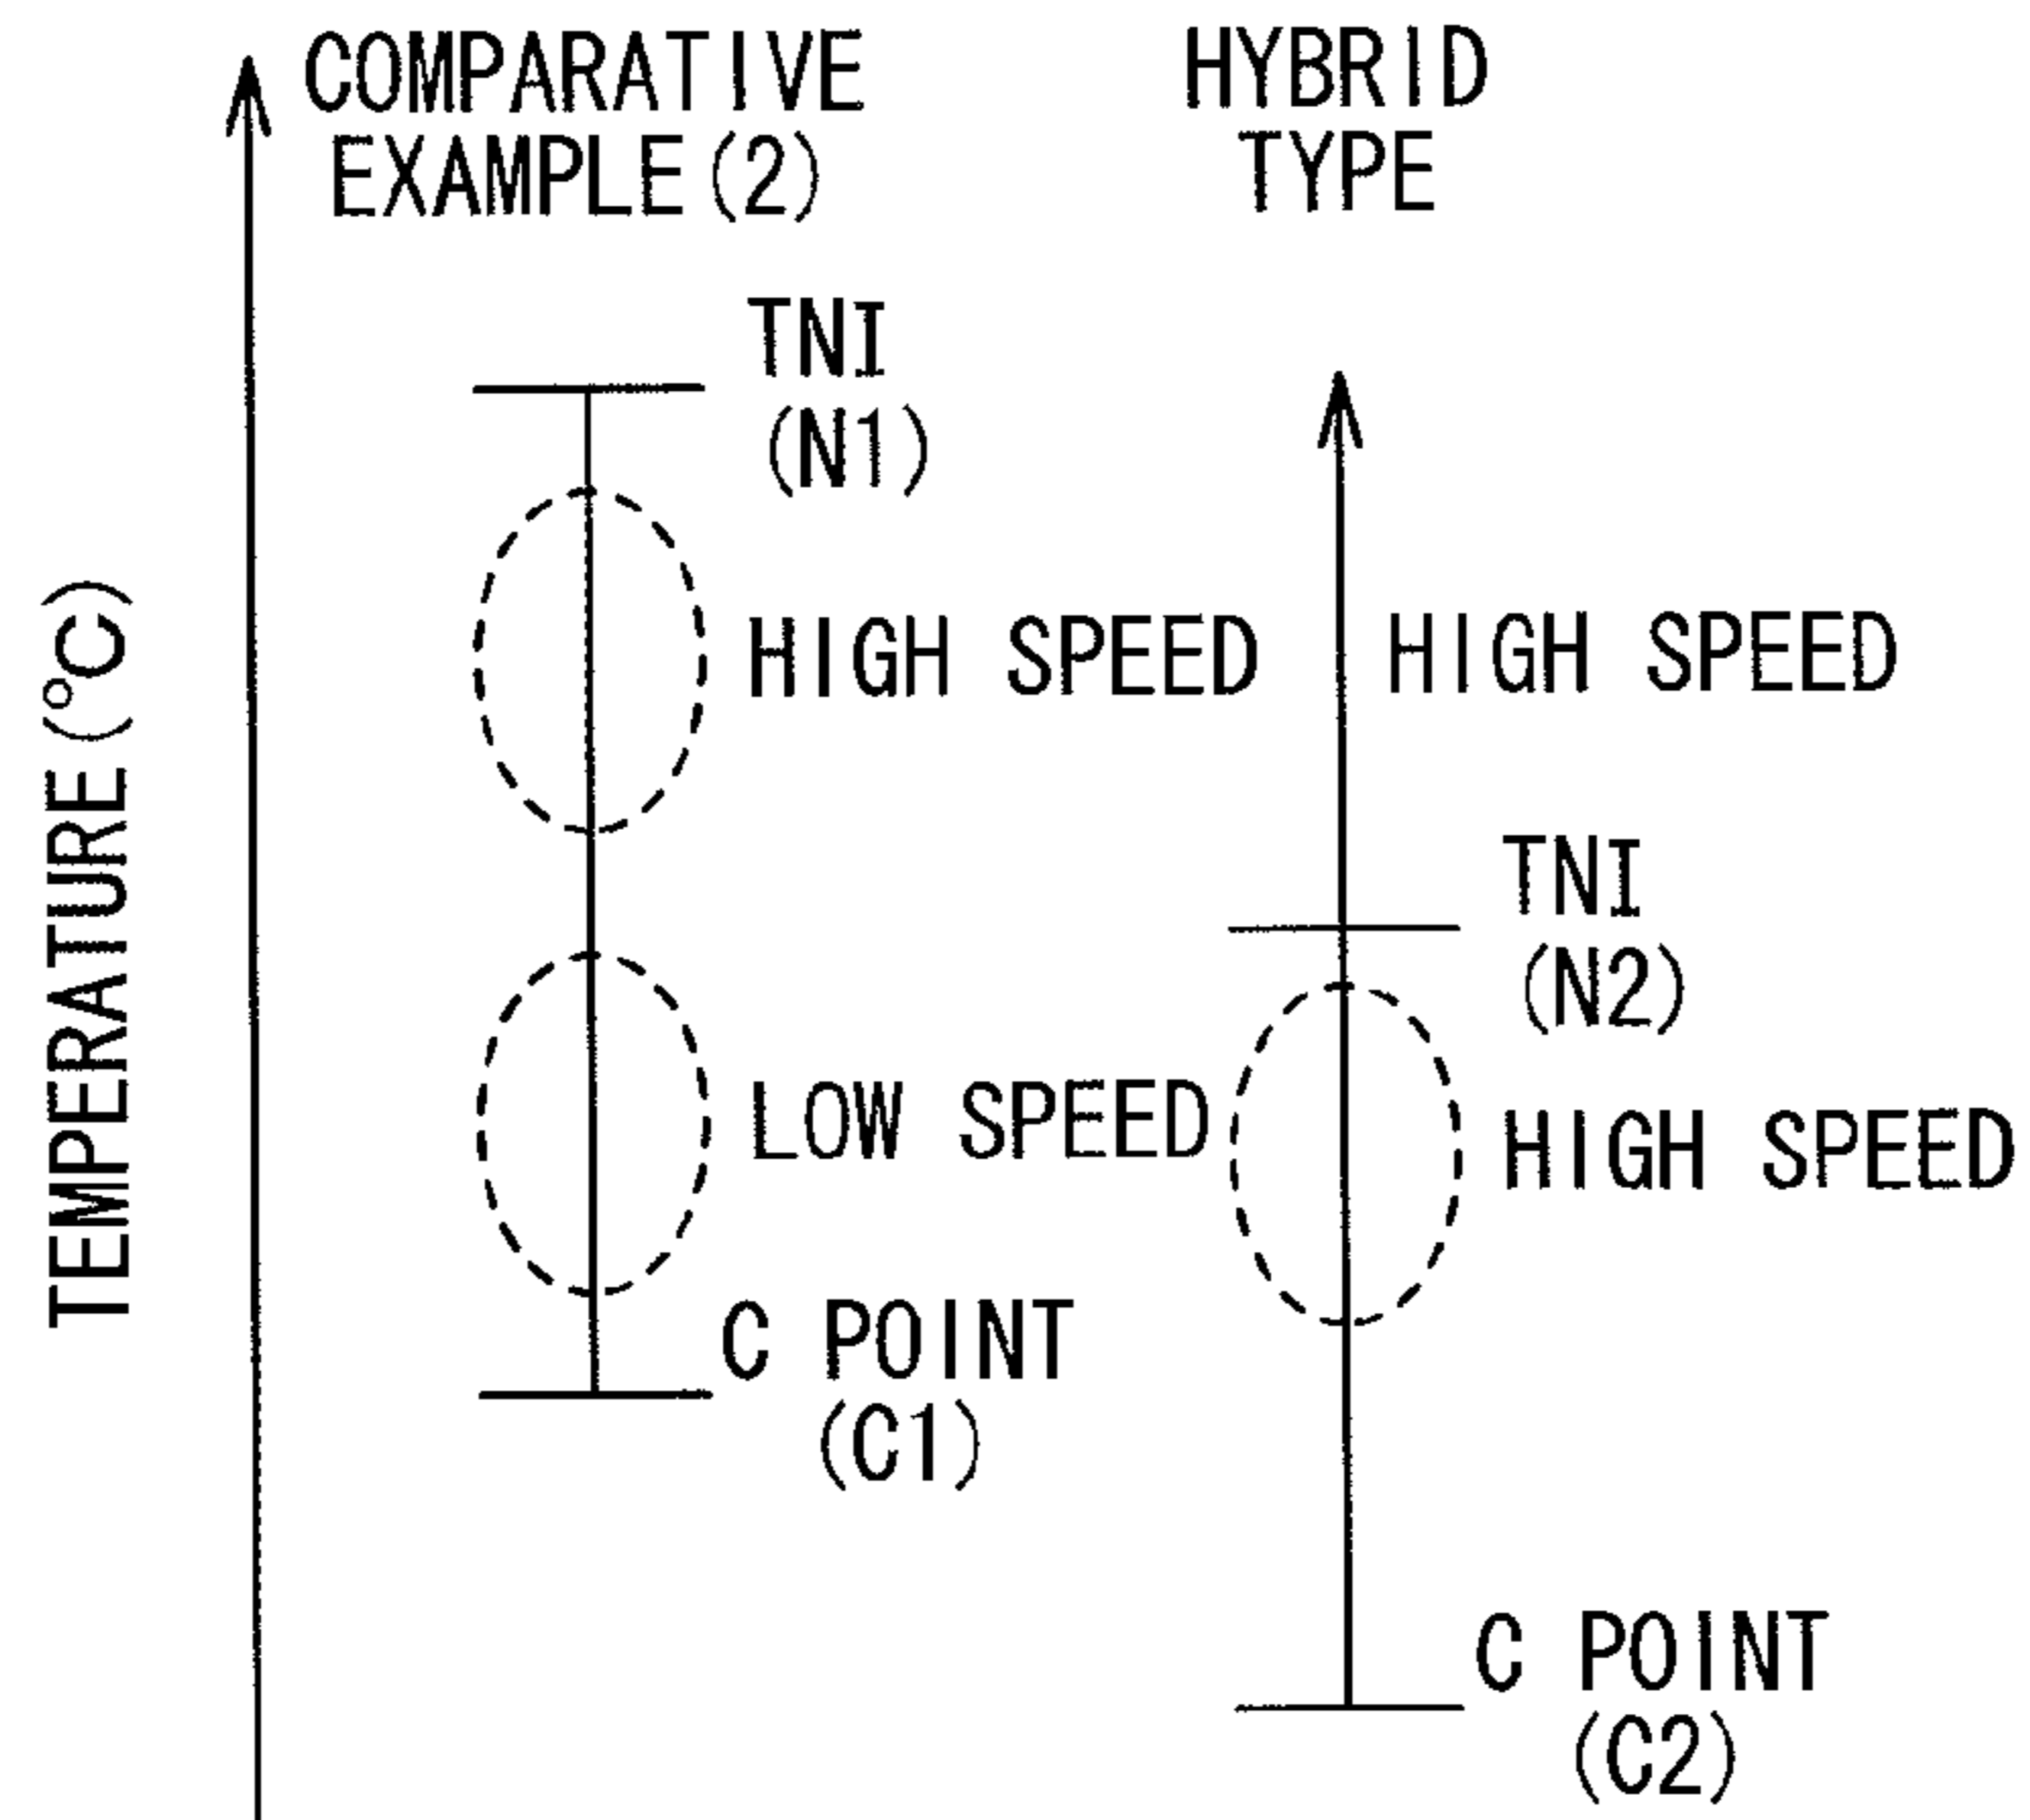 TEMPERATURE(°C)
COMPARATIVE
EXAMPLE(2)
TNI
(N1)
HIGH SPEED
LOW SPEED
C POINT
(C1)
HYBRID
TYPE
HIGH SPEED
TNI
(N2)
HIGH SPEED
C POINT
(C2)